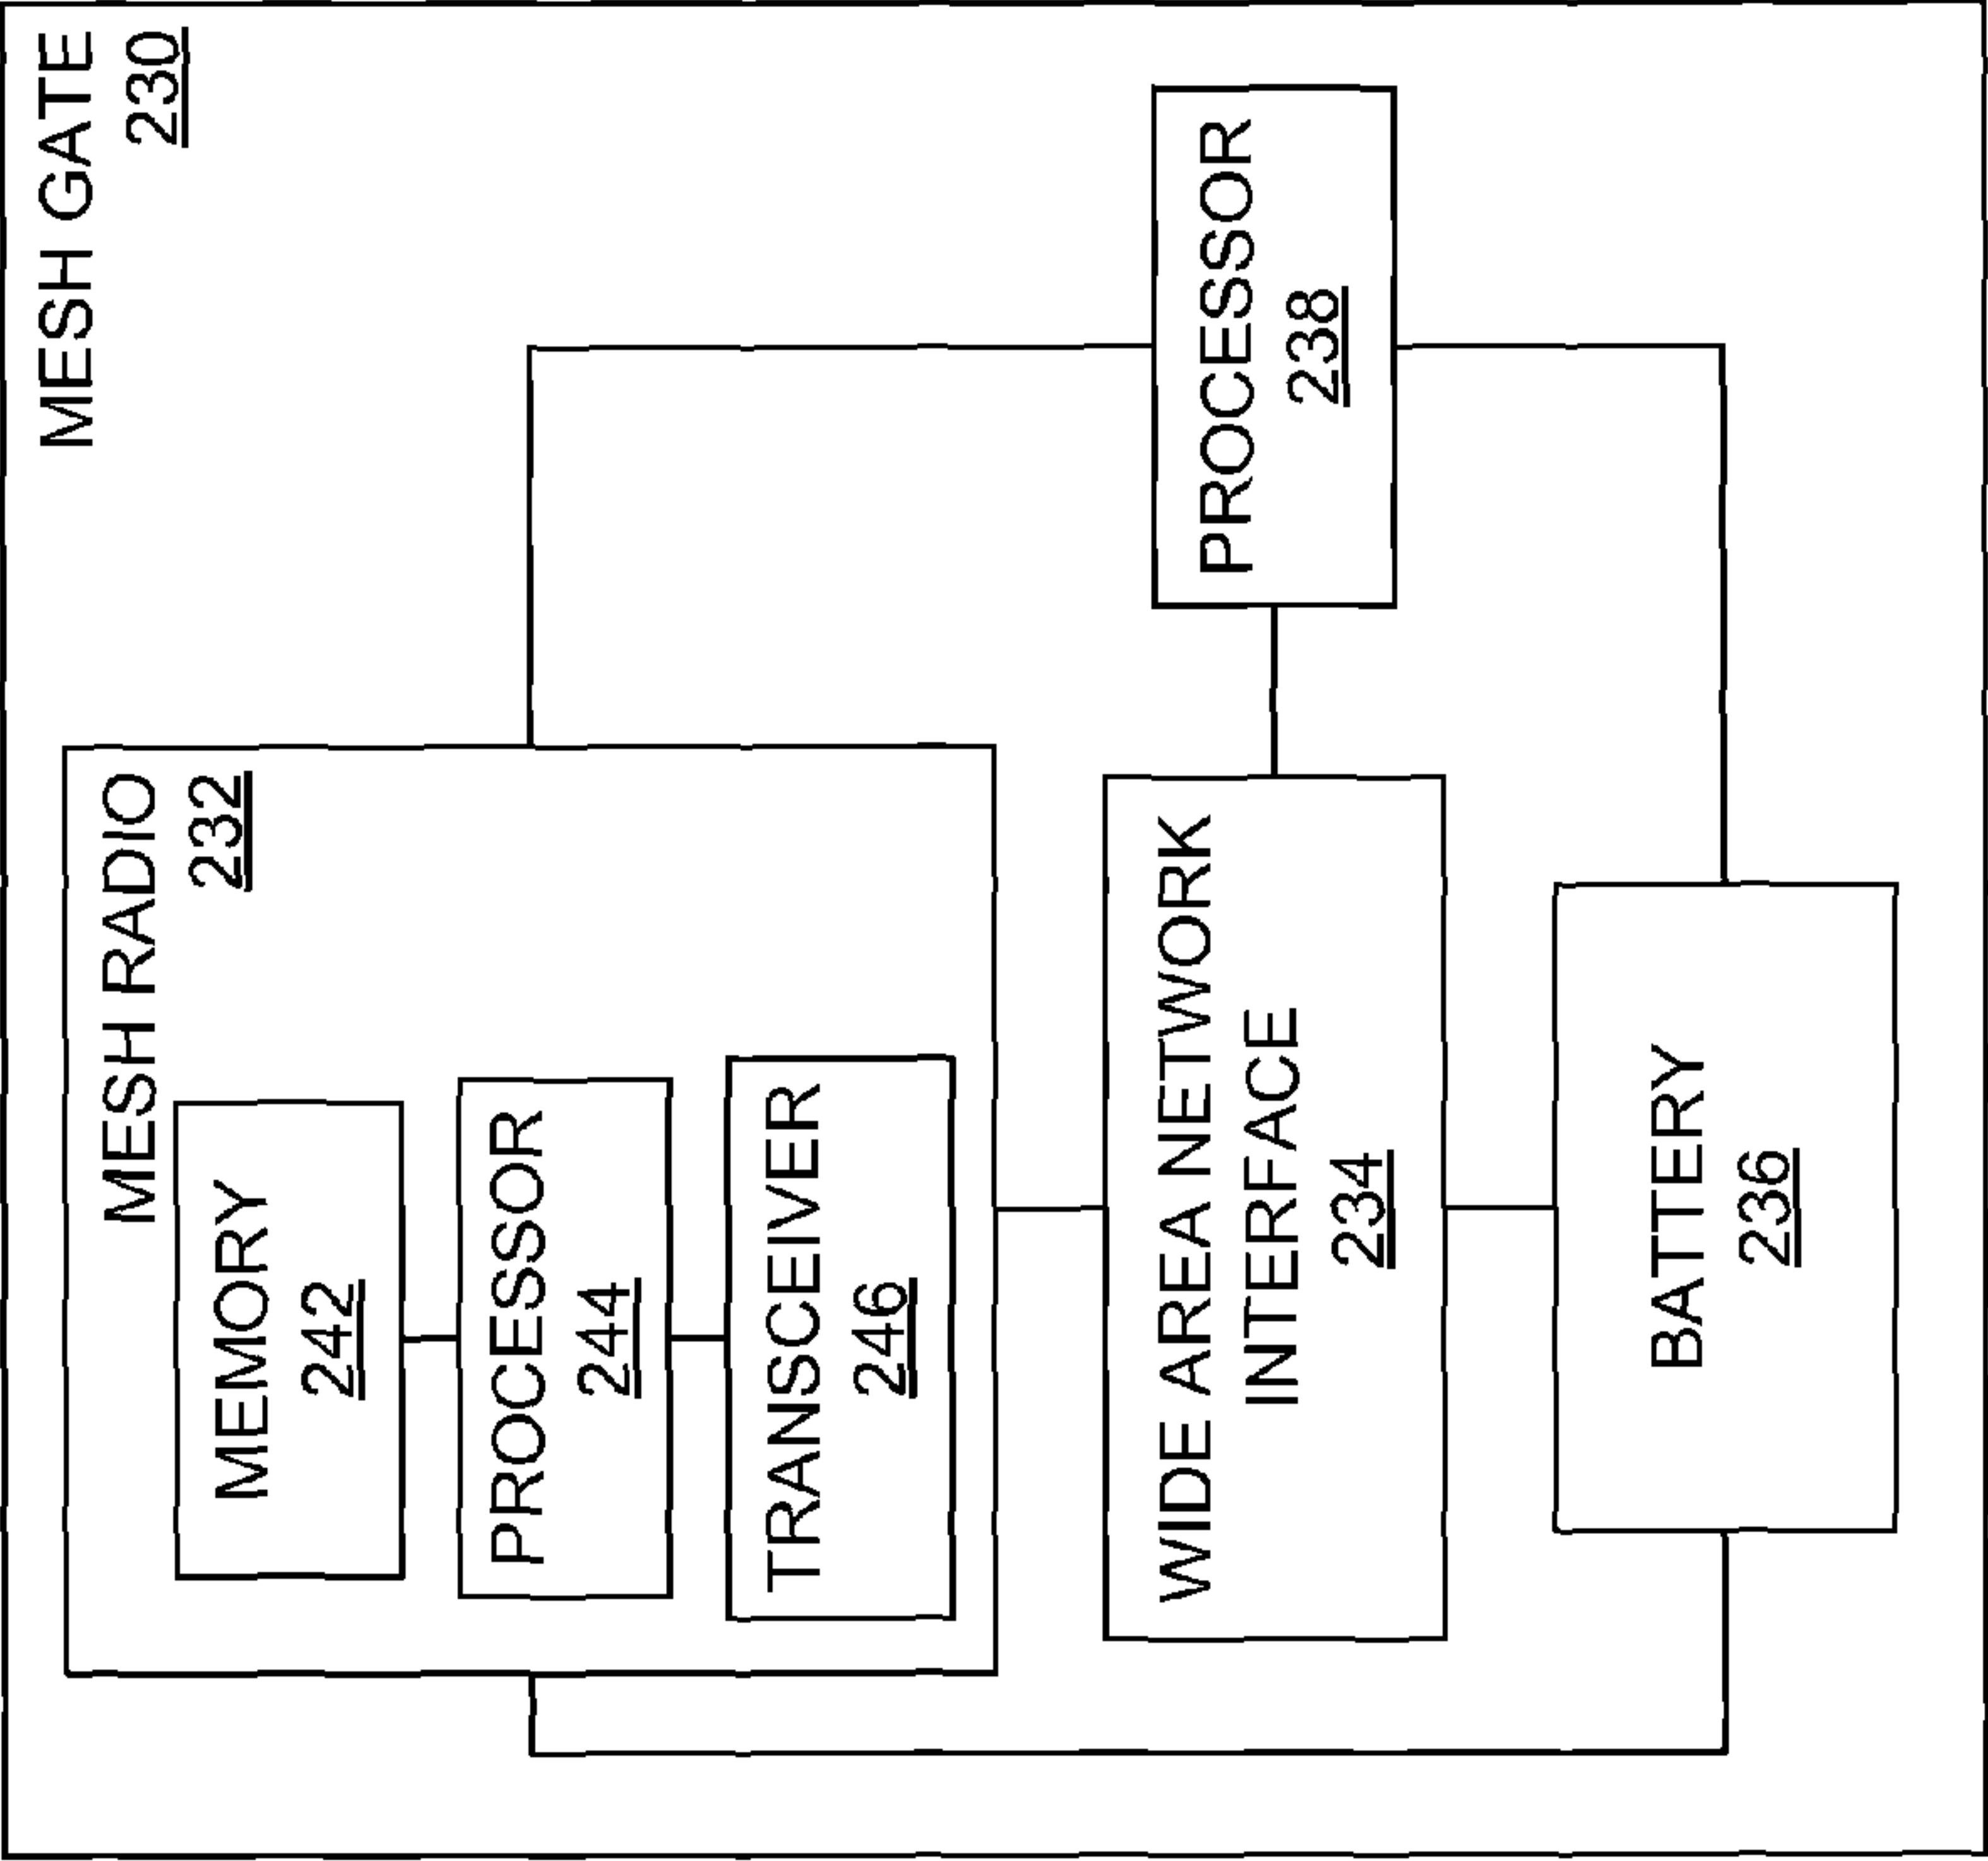 MESH GATE
230
MESH RADIO
232
MEMORY
242
PROCESSOR
244
TRANSCEIVER
246
WIDE AREA NETWORK
INTERFACE
234
PROCESSOR
238
BATTERY
236